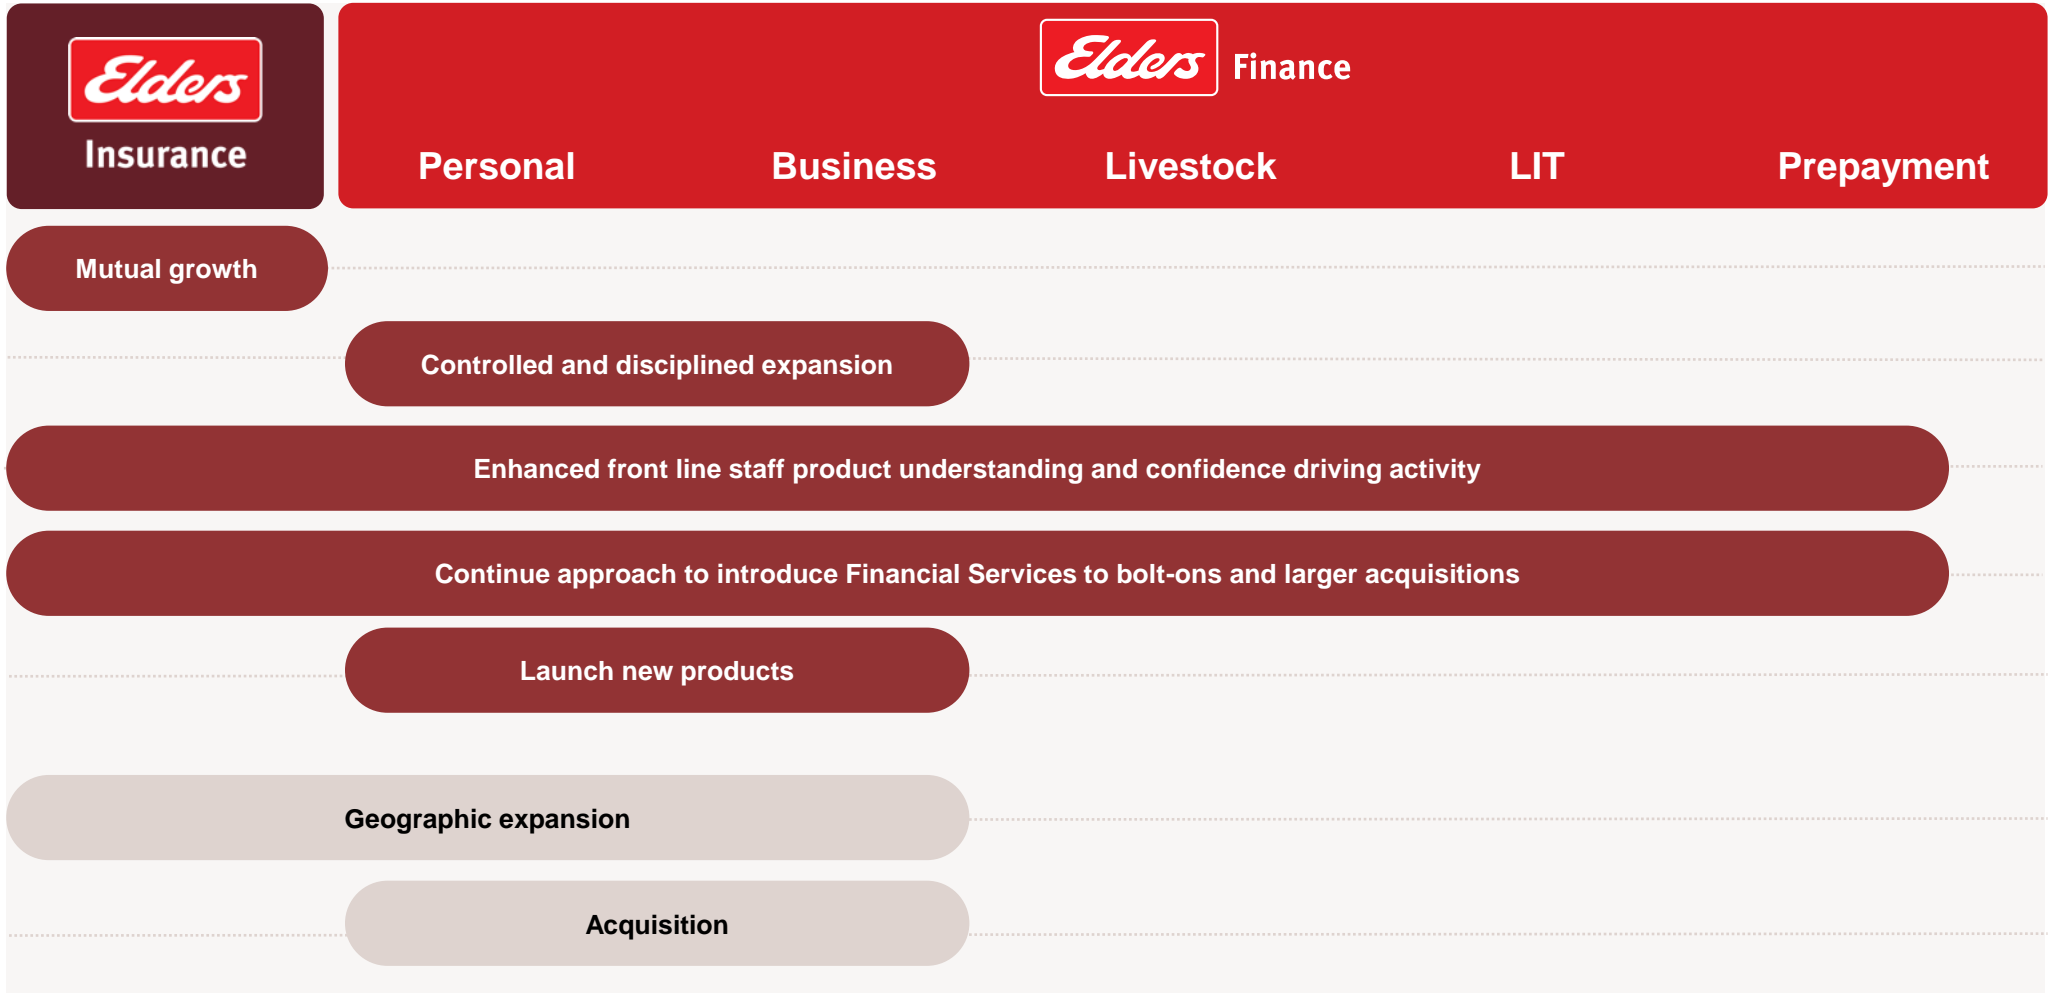 Elders
Insurance
Elders Finance
Personal Business Livestock LIT Prepayment
Mutual growth
Controlled and disciplined expansion
Enhanced front line staff product understanding and confidence driving activity
Continue approach to introduce Financial Services to bolt-ons and larger acquisitions
Launch new products
Geographic expansion
Acquisition